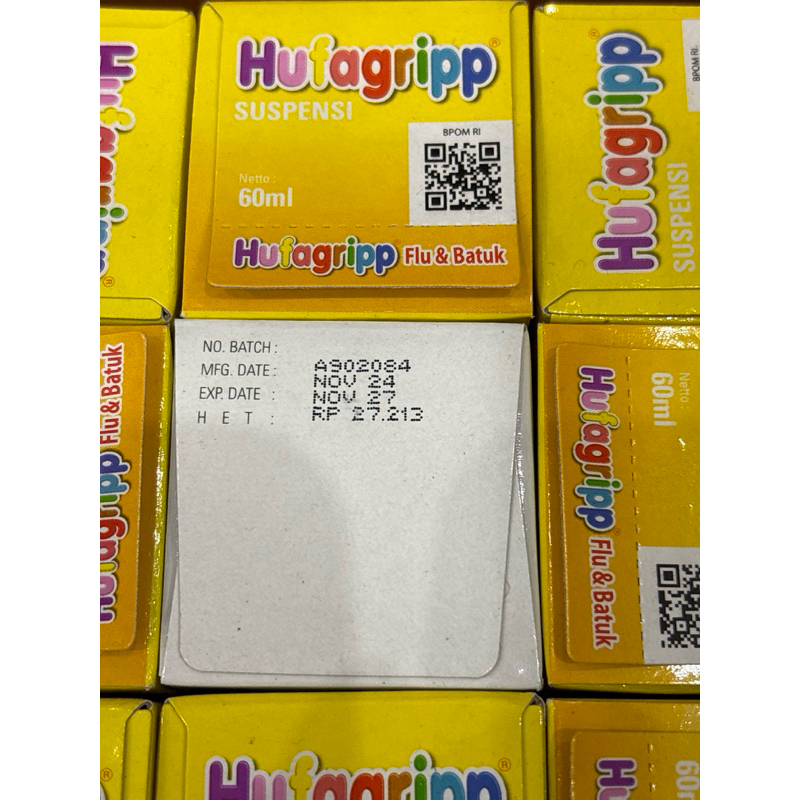 Hufagripp
Hufagripp®
SUSPENSI
BPOM RI
Netto :
60ml
Hufagripp Flu & Batuk
Hufagripp®
SUSPENSI
BPOM RI
NO. BATCH : A902084
MFG. DATE : NOV 24
EXP. DATE : NOV 27
H E T : RP 27.213
Flu & Batuk
Netto :
60ml
Hufagripp® Flu & Batuk
Hufagripp®